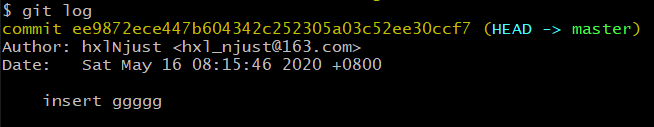 $ git log
commit ee9872ece447b604342c252305a03c52ee30ccf7 (HEAD -> master)
Author: hxlNjust <hxl_njust@163.com>
Date:   Sat May 16 08:15:46 2020 +0800
    insert ggggg